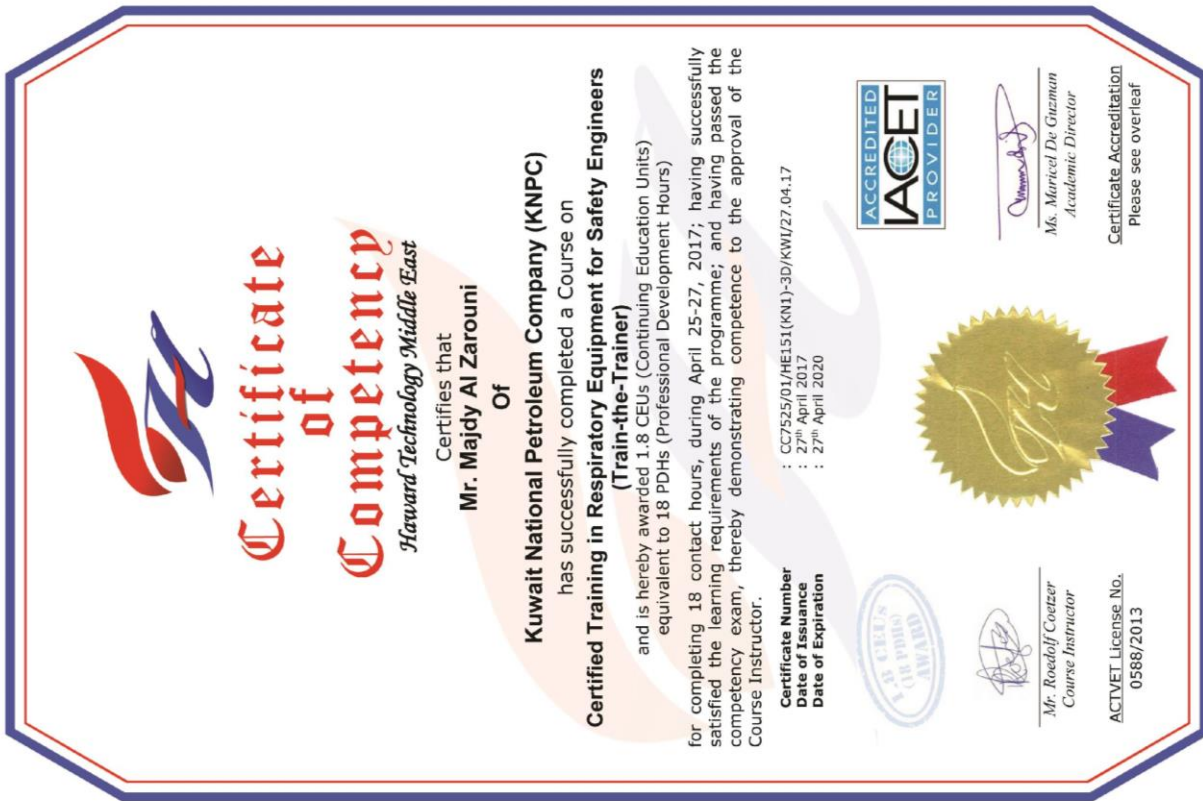 Certificate
of
Competency
Haward Technology Middle East
Certifies that
Mr. Majdy Al Zarouni
Of
Kuwait National Petroleum Company (KNPC)
has successfully completed a Course on
Certified Training in Respiratory Equipment for Safety Engineers
(Train-the-Trainer)
and is hereby awarded 1.8 CEUs (Continuing Education Units)
equivalent to 18 PDHs (Professional Development Hours)
for completing 18 contact hours, during April 25-27, 2017; having successfully
satisfied the learning requirements of the programme; and having passed the
competency exam, thereby demonstrating competence to the approval of the
Course Instructor.
Certificate Number : CC7525/01/HE151(KN1)-3D/KWI/27.04.17
Date of Issuance : 27th April 2017
Date of Expiration : 27th April 2020
1.8 CEUs
(18 PDHs)
AWARD
ACCREDITED
IACET
PROVIDER
Mr. Roedolf Coetzer
Course Instructor
Ms. Maricel De Guzman
Academic Director
ACTVET License No.
0588/2013
Certificate Accreditation
Please see overleaf